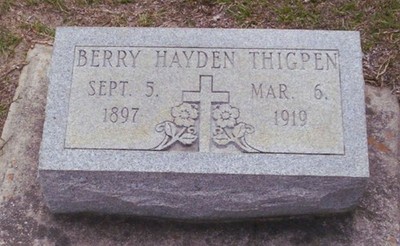 BERRY HAYDEN THIGPEN
SEPT. 5, MAR. 6,
1897 1919